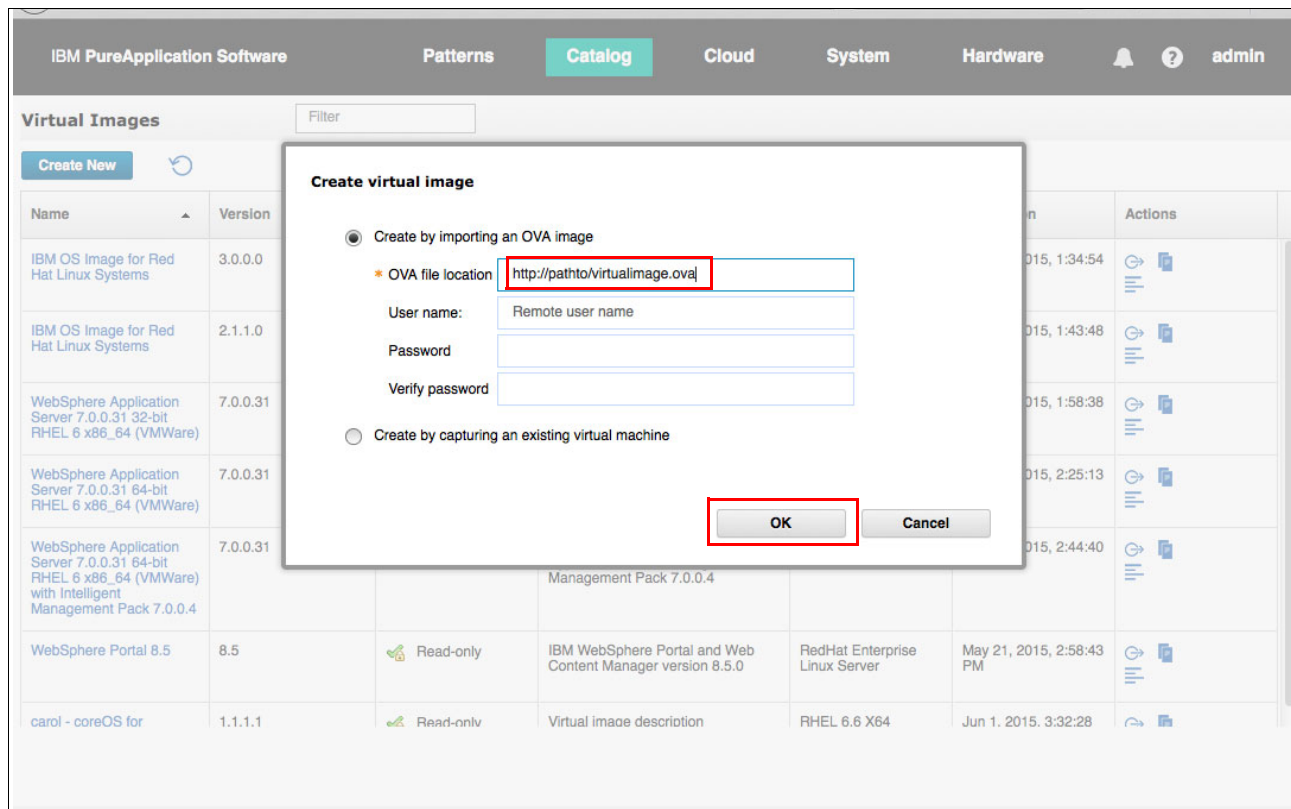 IBM PureApplication Software Patterns Catalog Cloud System Hardware admin
Virtual Images Filter
Create New
Name Version Actions
IBM OS Image for Red
Hat Linux Systems
3.0.0.0
015, 1:34:54
IBM OS Image for Red
Hat Linux Systems
2.1.1.0
015, 1:43:48
WebSphere Application
Server 7.0.0.31 32-bit
RHEL 6 x86_64 (VMWare)
7.0.0.31
015, 1:58:38
WebSphere Application
Server 7.0.0.31 64-bit
RHEL 6 x86_64 (VMWare)
7.0.0.31
015, 2:25:13
WebSphere Application
Server 7.0.0.31 64-bit
RHEL 6 x86_64 (VMWare)
with Intelligent
Management Pack 7.0.0.4
7.0.0.31
Management Pack 7.0.0.4
015, 2:44:40
WebSphere Portal 8.5
8.5
Read-only
IBM WebSphere Portal and Web
Content Manager version 8.5.0
RedHat Enterprise
Linux Server
May 21, 2015, 2:58:43
PM
carol - coreOS for
1.1.1.1
Read-only
Virtual image description
RHEL 6.6 X64
Jun 1, 2015, 3:32:28
Create virtual image
Create by importing an OVA image
* OVA file location http://pathto/virtualimage.ova
User name: Remote user name
Password
Verify password
Create by capturing an existing virtual machine
OK Cancel